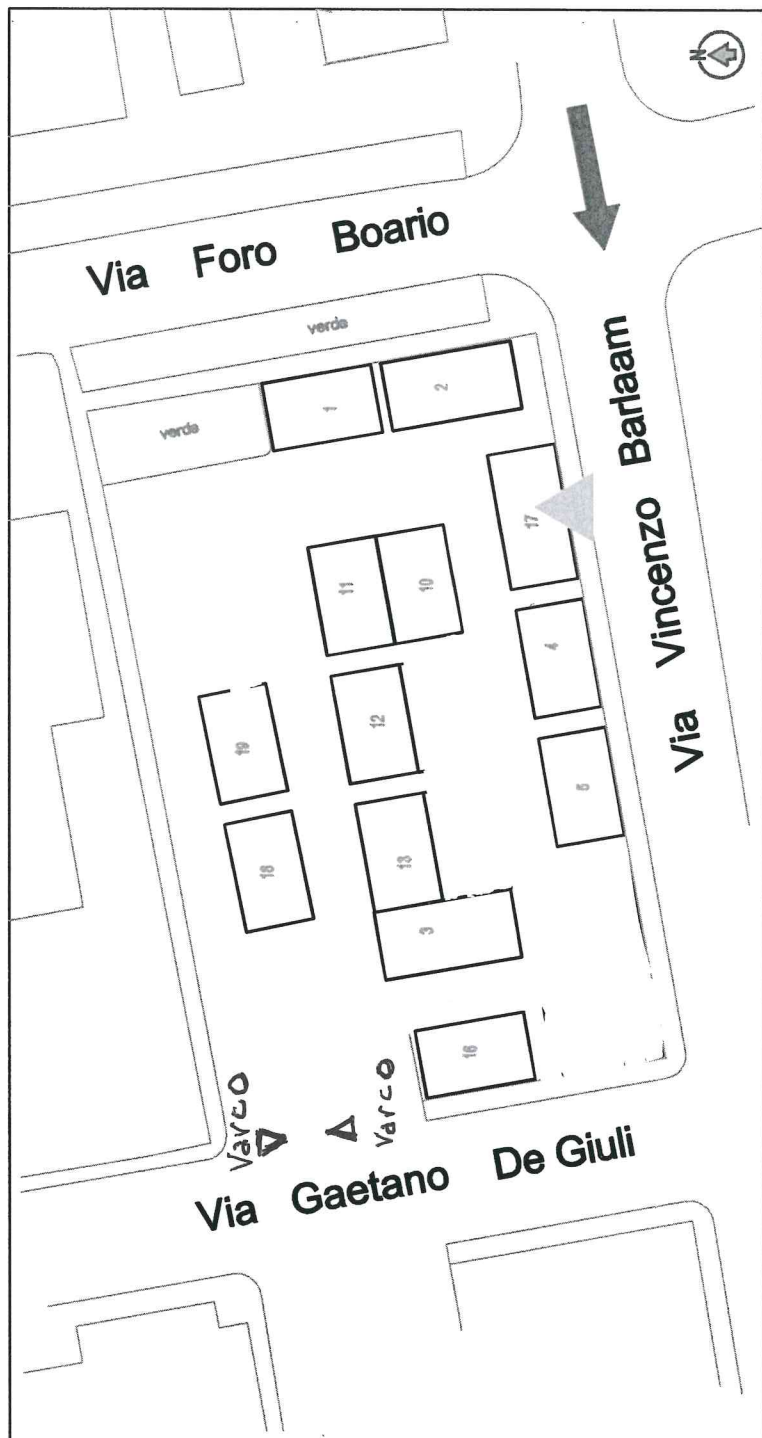 N
Via Foro Boario
verde
verde
1
2
17
11
10
4
12
19
5
13
18
3
16
Via Vincenzo Barlaam
Varco
Varco
Via Gaetano De Giuli